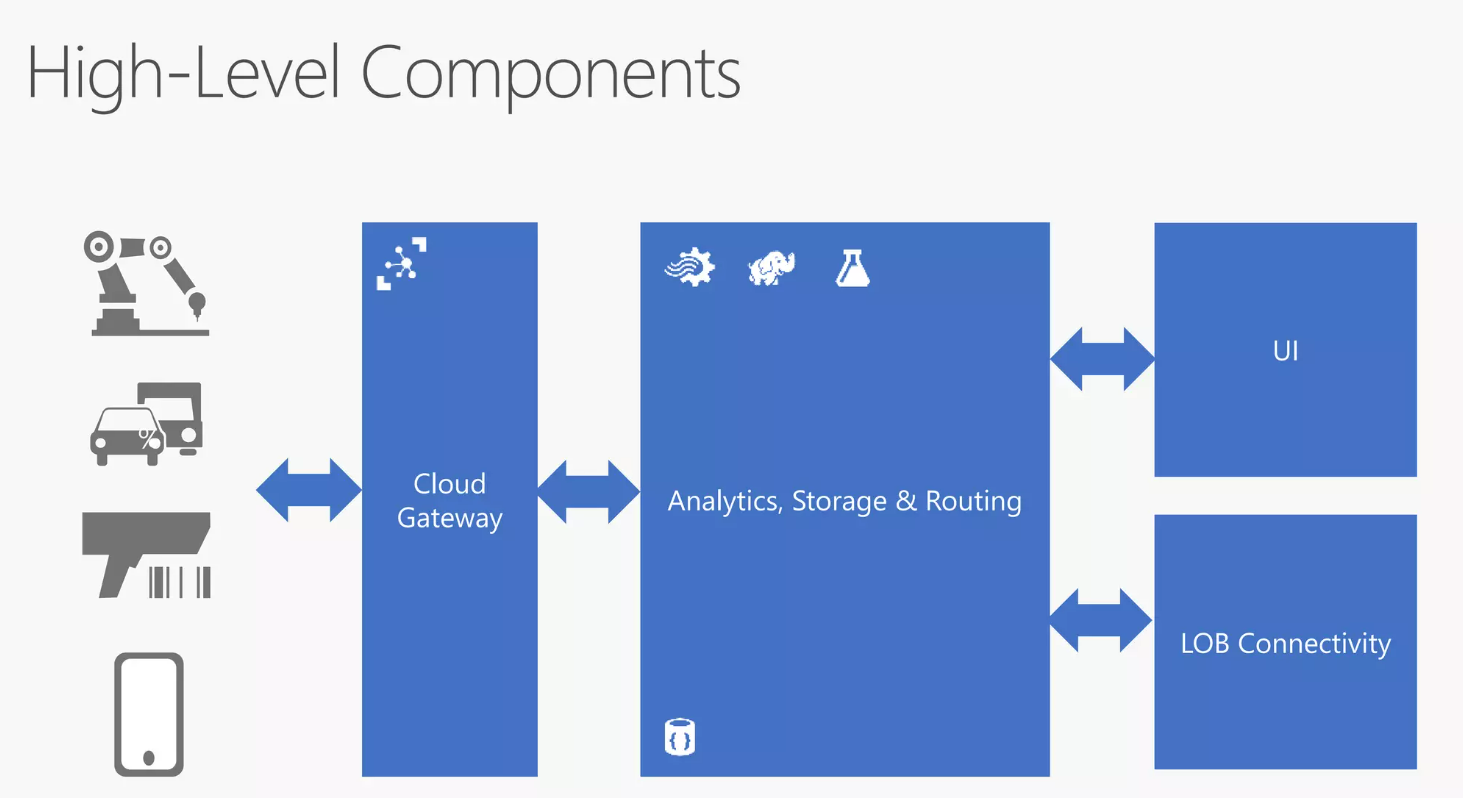 High-Level Components
Cloud
Gateway
Analytics, Storage & Routing
UI
LOB Connectivity